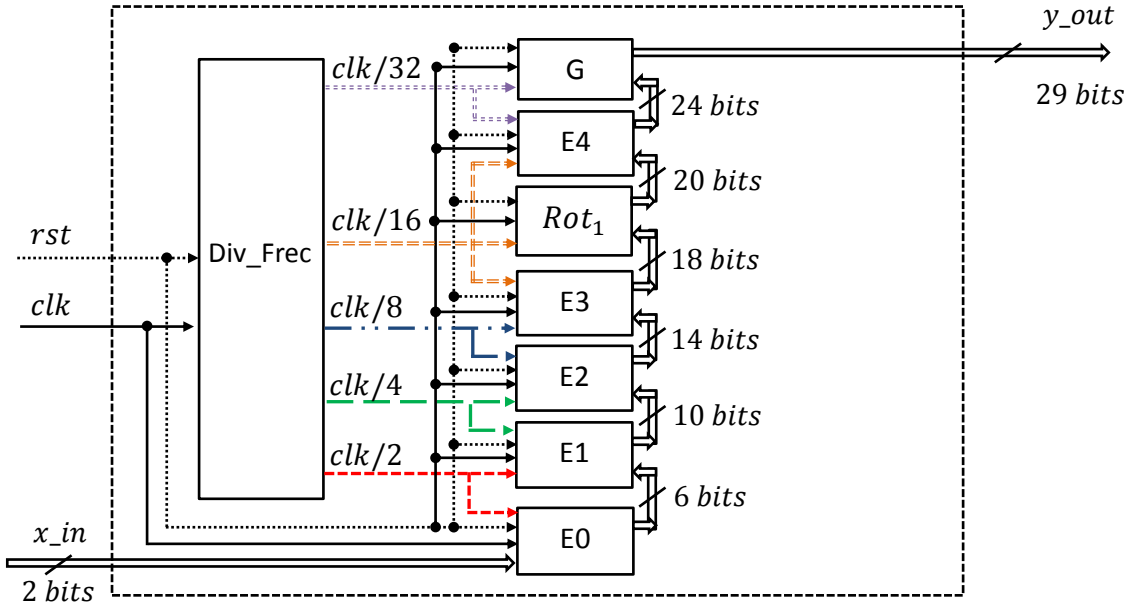 y_out
29 bits
G
clk/32
24 bits
E4
20 bits
Rot₁
clk/16
18 bits
rst
Div_Frec
E3
clk/8
14 bits
clk
E2
clk/4
10 bits
E1
clk/2
6 bits
x_in
E0
2 bits